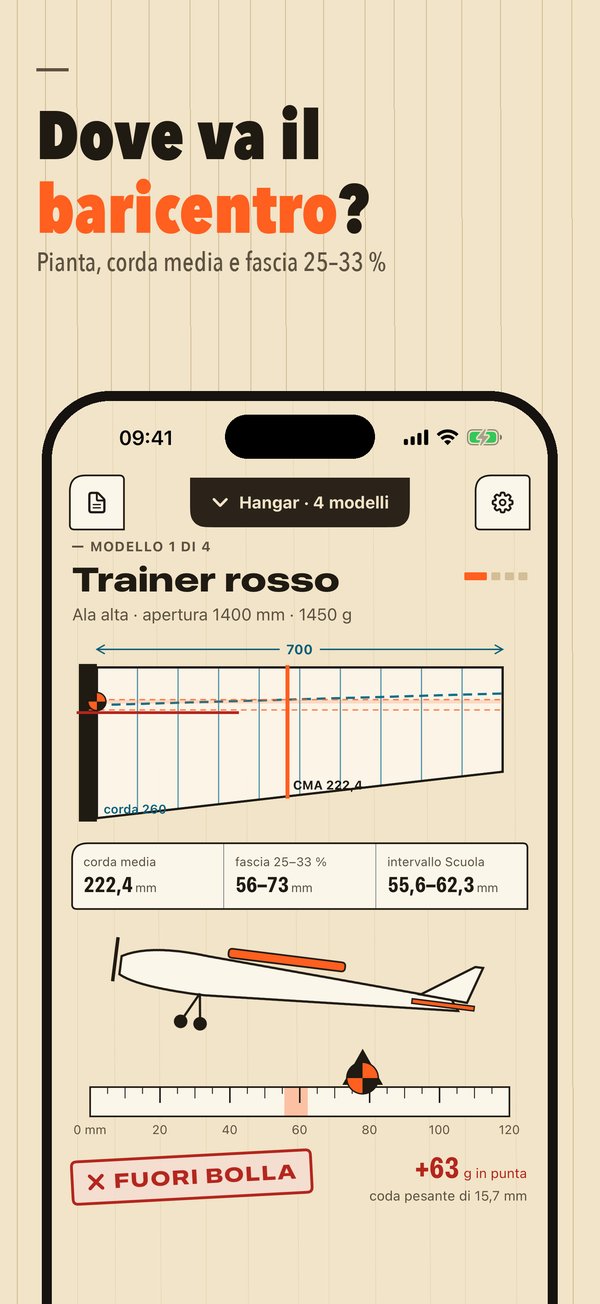 Dove va il
baricentro?
Pianta, corda media e fascia 25–33 %
09:41
Hangar · 4 modelli
— MODELLO 1 DI 4
Trainer rosso
Ala alta · apertura 1400 mm · 1450 g
700
CMA 222,4
corda 260
corda media
222,4 mm
fascia 25–33 %
56–73 mm
intervallo Scuola
55,6–62,3 mm
0 mm 20 40 60 80 100 120
× FUORI BOLLA
+63 g in punta
coda pesante di 15,7 mm